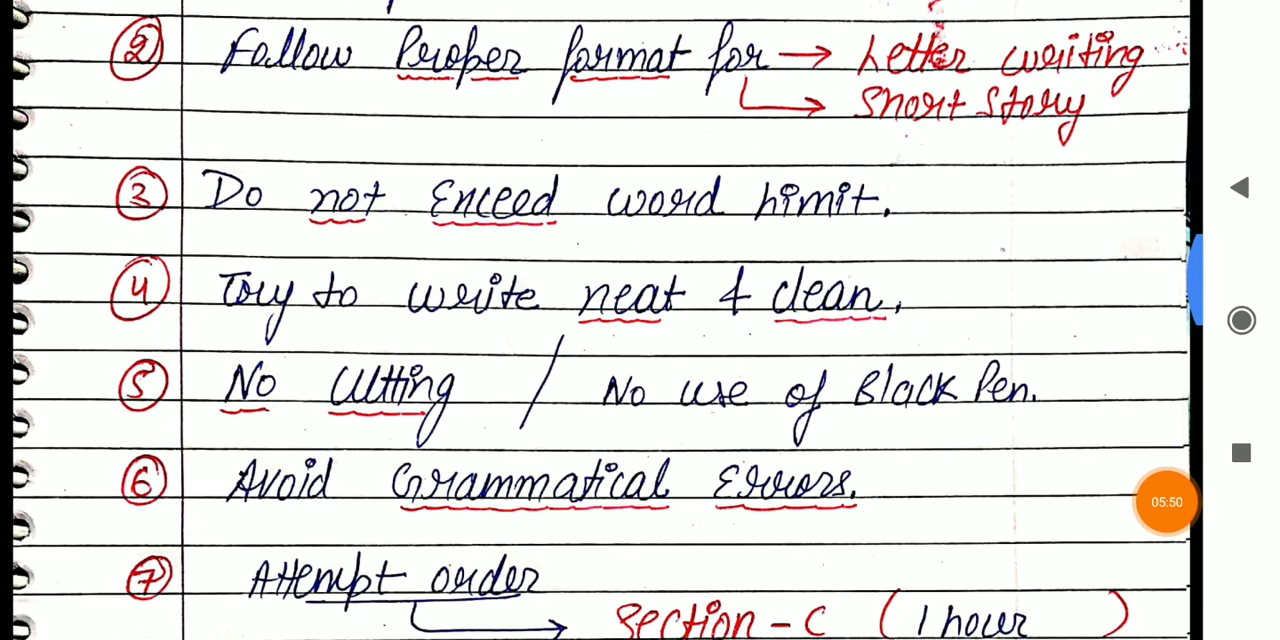 ② Follow Proper format for → Letter writing
→ Short Story
③ Do not Exceed word limit.
④ Try to write neat & clean.
⑤ No Cutting / No use of Black Pen.
⑥ Avoid Grammatical Errors.
05:50
⑦ Attempt order
→ Section - C (1 hour )